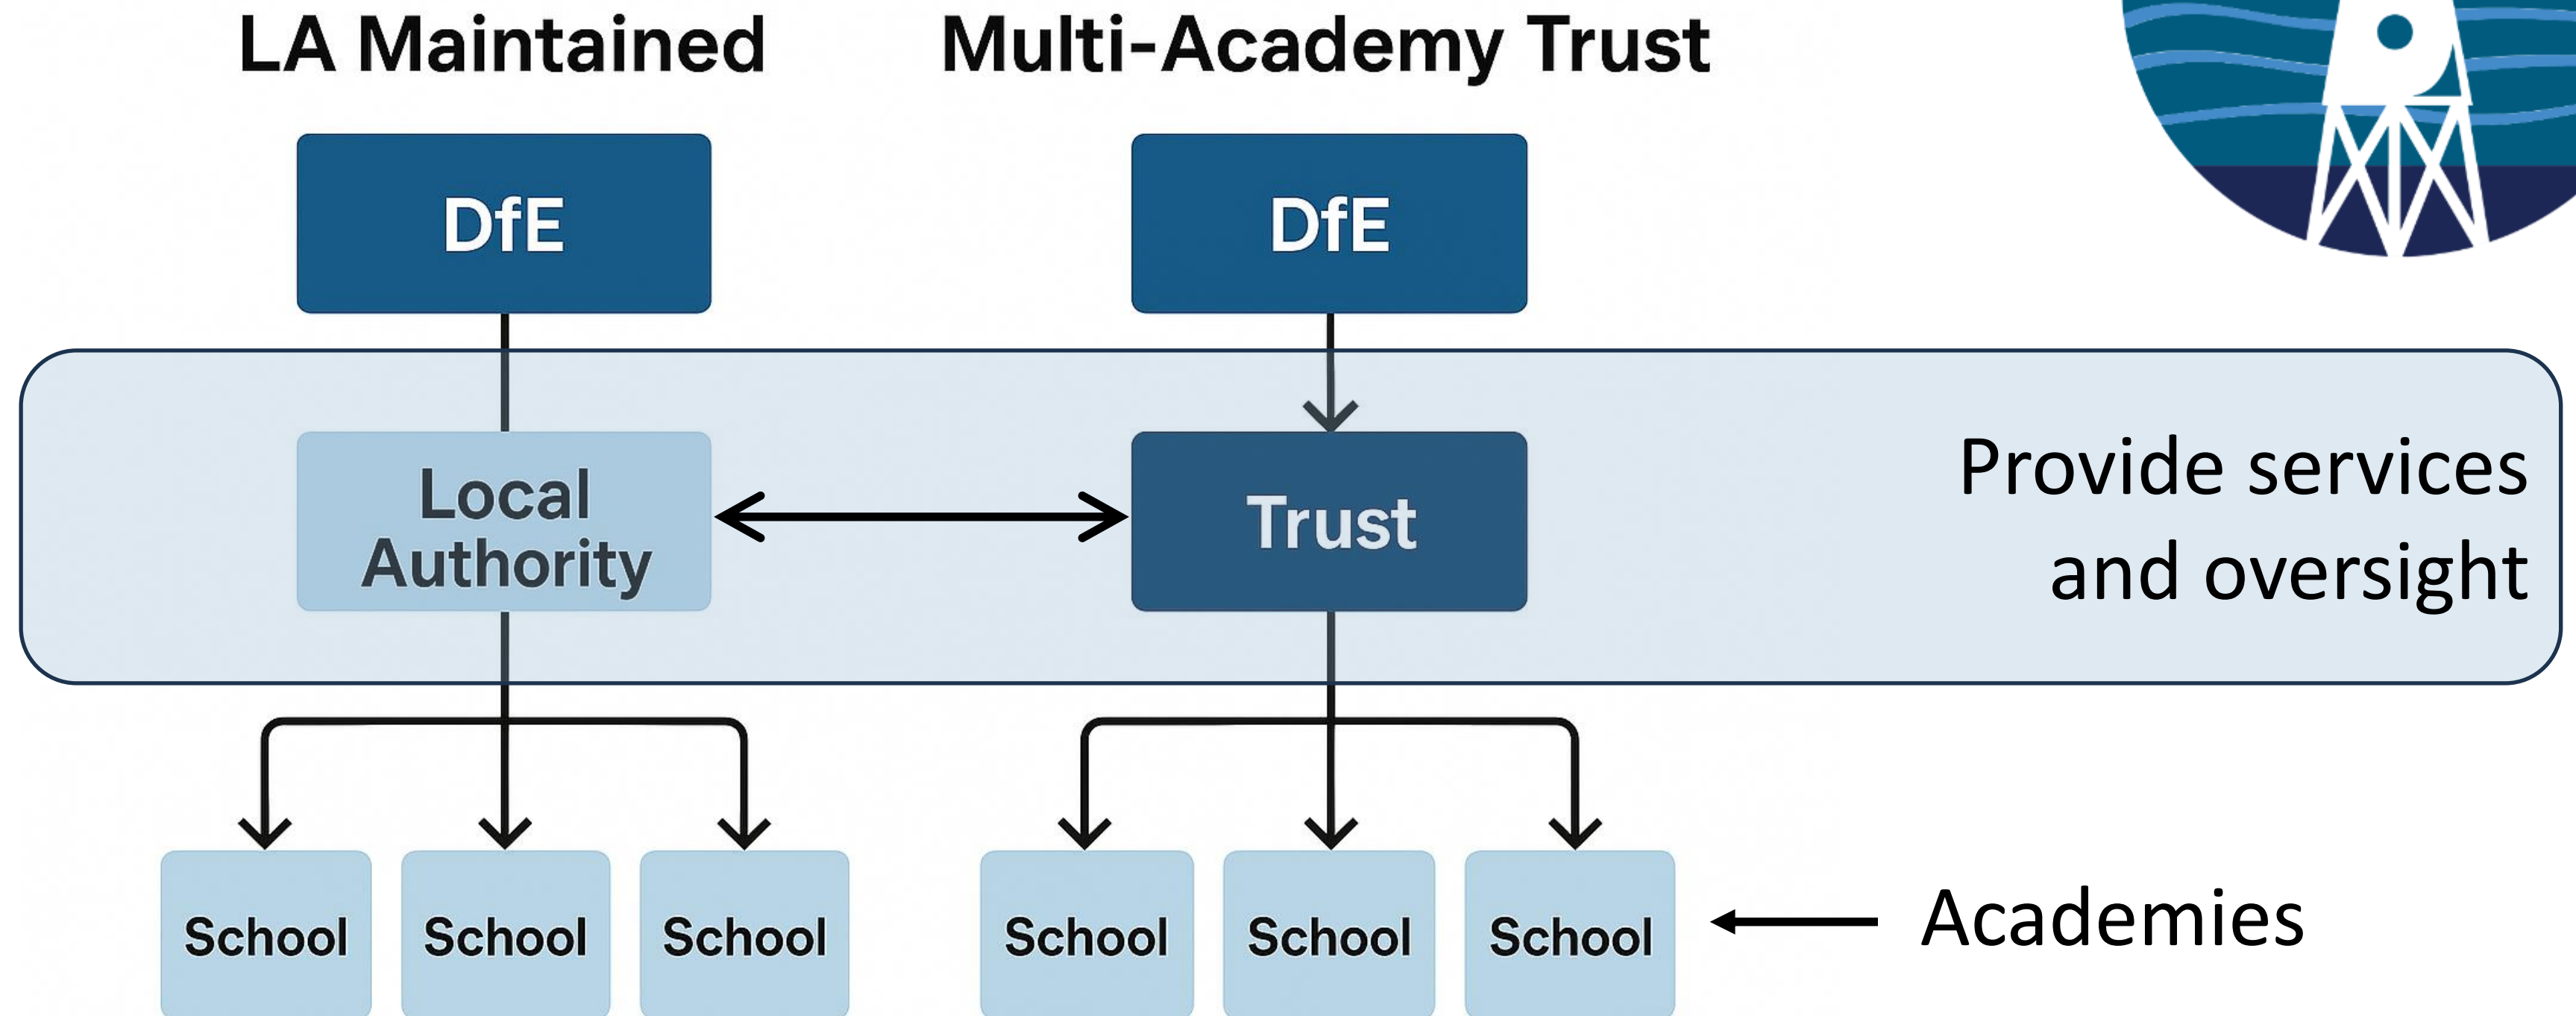 LA Maintained
Multi-Academy Trust
DfE
DfE
Local
Authority
Trust
Provide services
and oversight
School
School
School
School
School
School
Academies